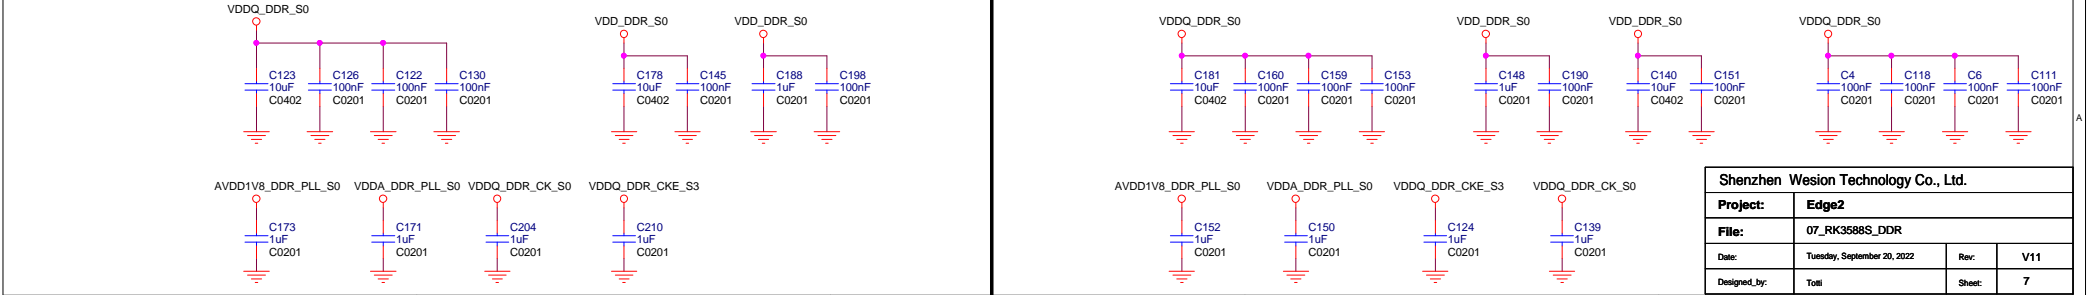 VDDQ_DDR_S0
VDD_DDR_S0
VDD_DDR_S0
VDDQ_DDR_S0
VDD_DDR_S0
VDD_DDR_S0
VDDQ_DDR_S0
C123
10uF
C0402
C126
100nF
C0201
C122
100nF
C0201
C130
100nF
C0201
C178
10uF
C0402
C145
100nF
C0201
C188
1uF
C0201
C198
100nF
C0201
C181
10uF
C0402
C160
100nF
C0201
C159
100nF
C0201
C153
100nF
C0201
C148
1uF
C0201
C190
100nF
C0201
C140
10uF
C0402
C151
100nF
C0201
C4
100nF
C0201
C118
100nF
C0201
C6
100nF
C0201
C111
100nF
C0201
A
AVDD1V8_DDR_PLL_S0
VDDA_DDR_PLL_S0
VDDQ_DDR_CK_S0
VDDQ_DDR_CKE_S3
AVDD1V8_DDR_PLL_S0
VDDA_DDR_PLL_S0
VDDQ_DDR_CKE_S3
VDDQ_DDR_CK_S0
C173
1uF
C0201
C171
1uF
C0201
C204
1uF
C0201
C210
1uF
C0201
C152
1uF
C0201
C150
1uF
C0201
C124
1uF
C0201
C139
1uF
C0201
Shenzhen Wesion Technology Co., Ltd.
Project: Edge2
File: 07_RK3588S_DDR
Date: Tuesday, September 20, 2022 Rev: V11
Designed_by: Totti Sheet: 7